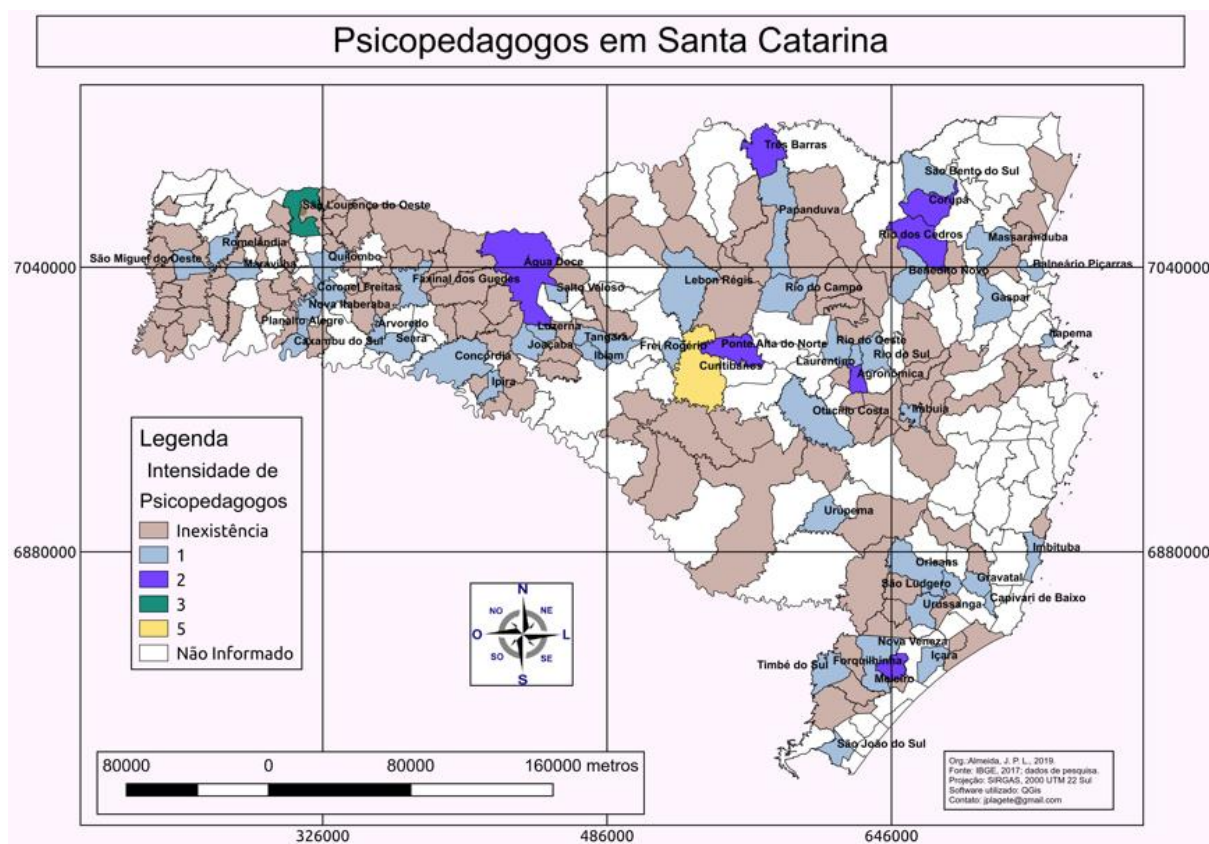 Psicopedagogos em Santa Catarina
Três Barras
São Bento do Sul
Corupá
São Lourenço do Oeste
Papanduva
Rio dos Cedros
Massaranduba
Romelândia
São Miguel do Oeste
Maravilha
Quilombo
Água Doce
Balneário Piçarras
7040000
7040000
Benedito Novo
Faxinal dos Guedes
Coronel Freitas
Salto Veloso
Lebon Régis
Rio do Campo
Gaspar
Nova Itaberaba
Planalto Alegre
Arvoredo
Luzerna
Itapema
Caxambu do Sul
Seara
Joaçaba
Tangará
Frei Rogério
Ponte Alta do Norte
Rio do Oeste
Rio do Sul
Concórdia
Ibiam
Curitibanos
Laurentino
Agronômica
Ipira
Otacílio Costa
Imbuia
Legenda
Intensidade de
Psicopedagogos
Inexistência
1
2
3
5
Não Informado
Urupema
6880000
6880000
Imbituba
Orleans
São Ludgero
Gravatal
Capivari de Baixo
Urussanga
N
NO
NE
O
L
SO
SE
S
Nova Veneza
Içara
Timbé do Sul
Forquilhinha
Meleiro
São João do Sul
80000 0 80000 160000 metros
Org.:Almeida, J. P. L., 2019.
Fonte: IBGE, 2017; dados de pesquisa.
Projeção: SIRGAS, 2000 UTM 22 Sul
Software utilizado: QGis
Contato: jplagete@gmail.com
326000
486000
646000